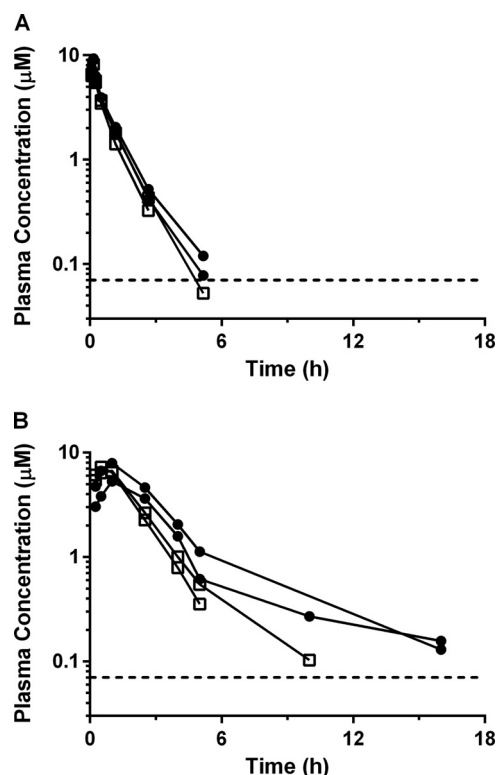 A
Plasma Concentration (μM)
10
1
0.1
0 6 12 18
Time (h)
B
Plasma Concentration (μM)
10
1
0.1
0 6 12 18
Time (h)